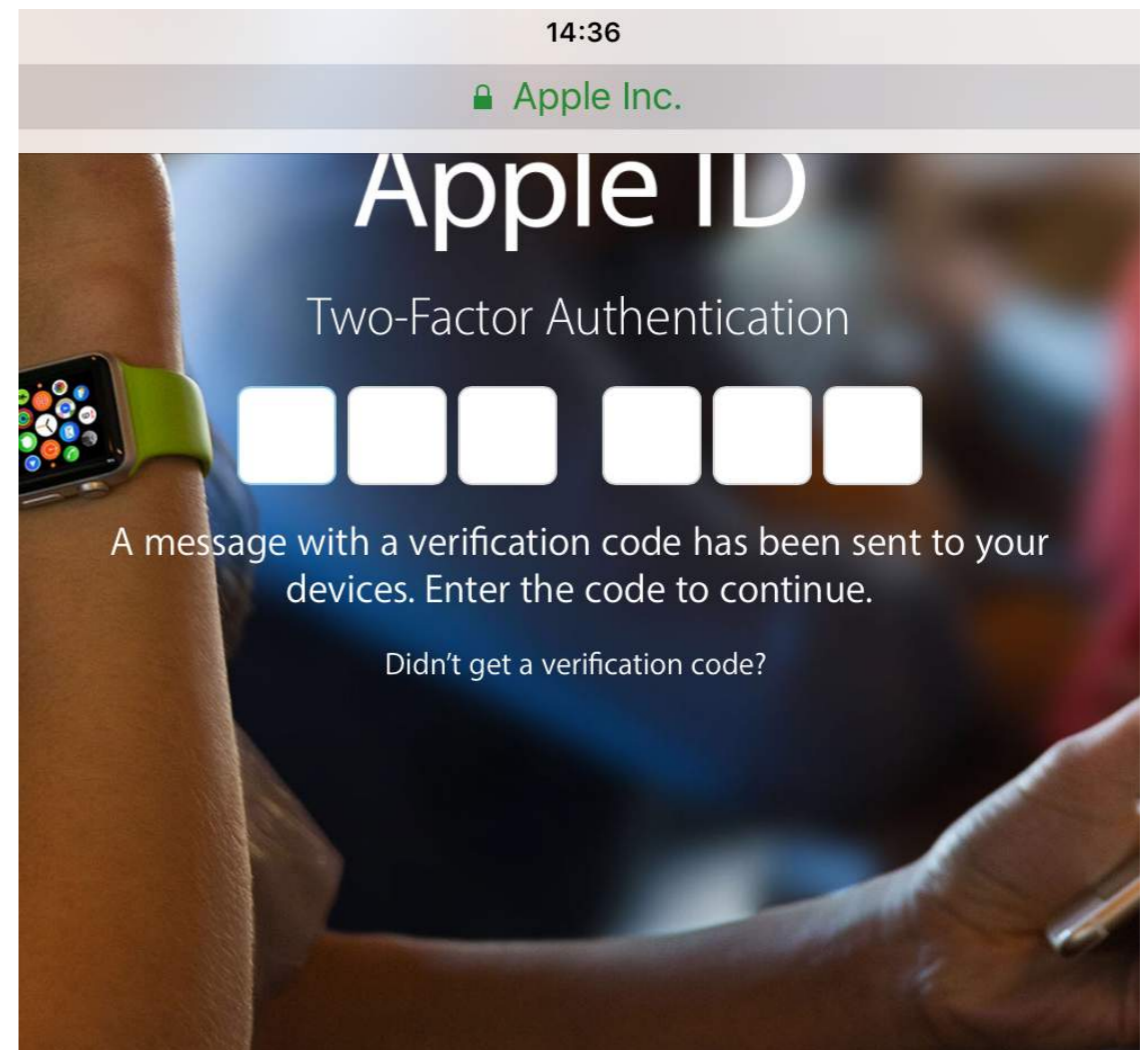 14:36
Apple Inc.
Apple ID
Two-Factor Authentication
A message with a verification code has been sent to your
devices. Enter the code to continue.
Didn't get a verification code?